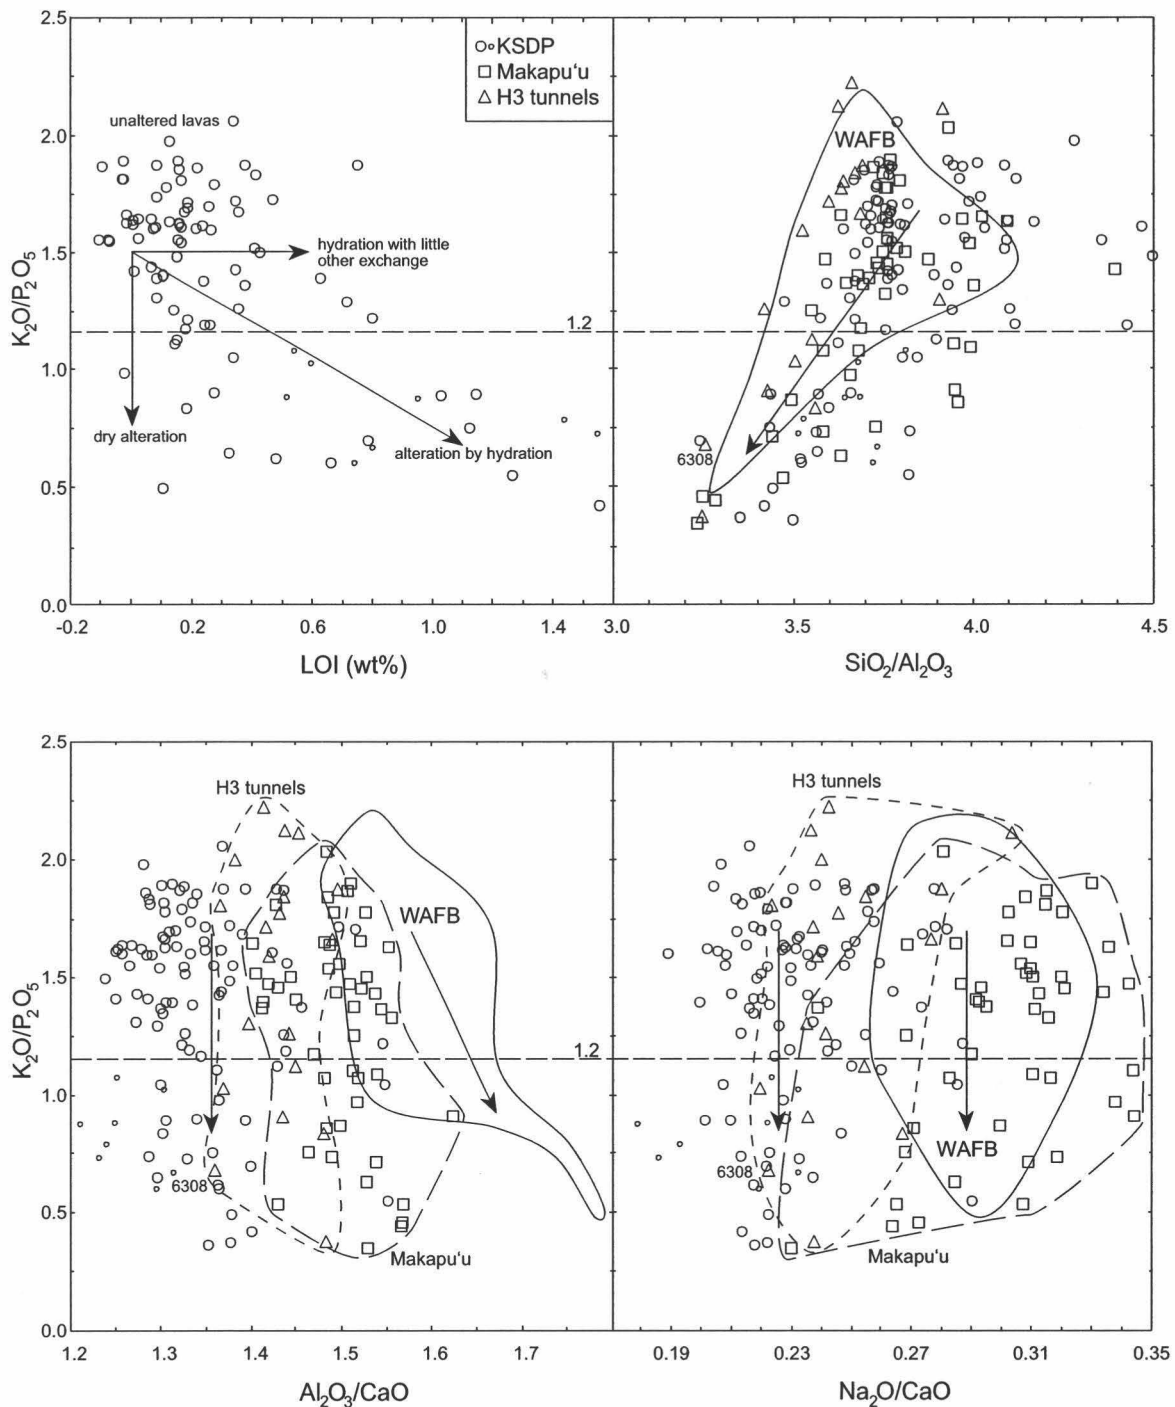 2.5
2.0
1.5
1.0
0.5
0.0
K₂O/P₂O₅
KSDP
Makapu‘u
H3 tunnels
unaltered lavas
hydration with little
other exchange
1.2
dry alteration
alteration by hydration
WAFB
6308
-0.2 0.2 0.6 1.0 1.4 3.0 3.5 4.0 4.5
LOI (wt%)
SiO₂/Al₂O₃
2.5
2.0
1.5
1.0
0.5
0.0
K₂O/P₂O₅
H3 tunnels
WAFB
1.2
6308
Makapu‘u
H3 tunnels
WAFB
6308
Makapu‘u
1.2 1.3 1.4 1.5 1.6 1.7 0.19 0.23 0.27 0.31 0.35
Al₂O₃/CaO
Na₂O/CaO